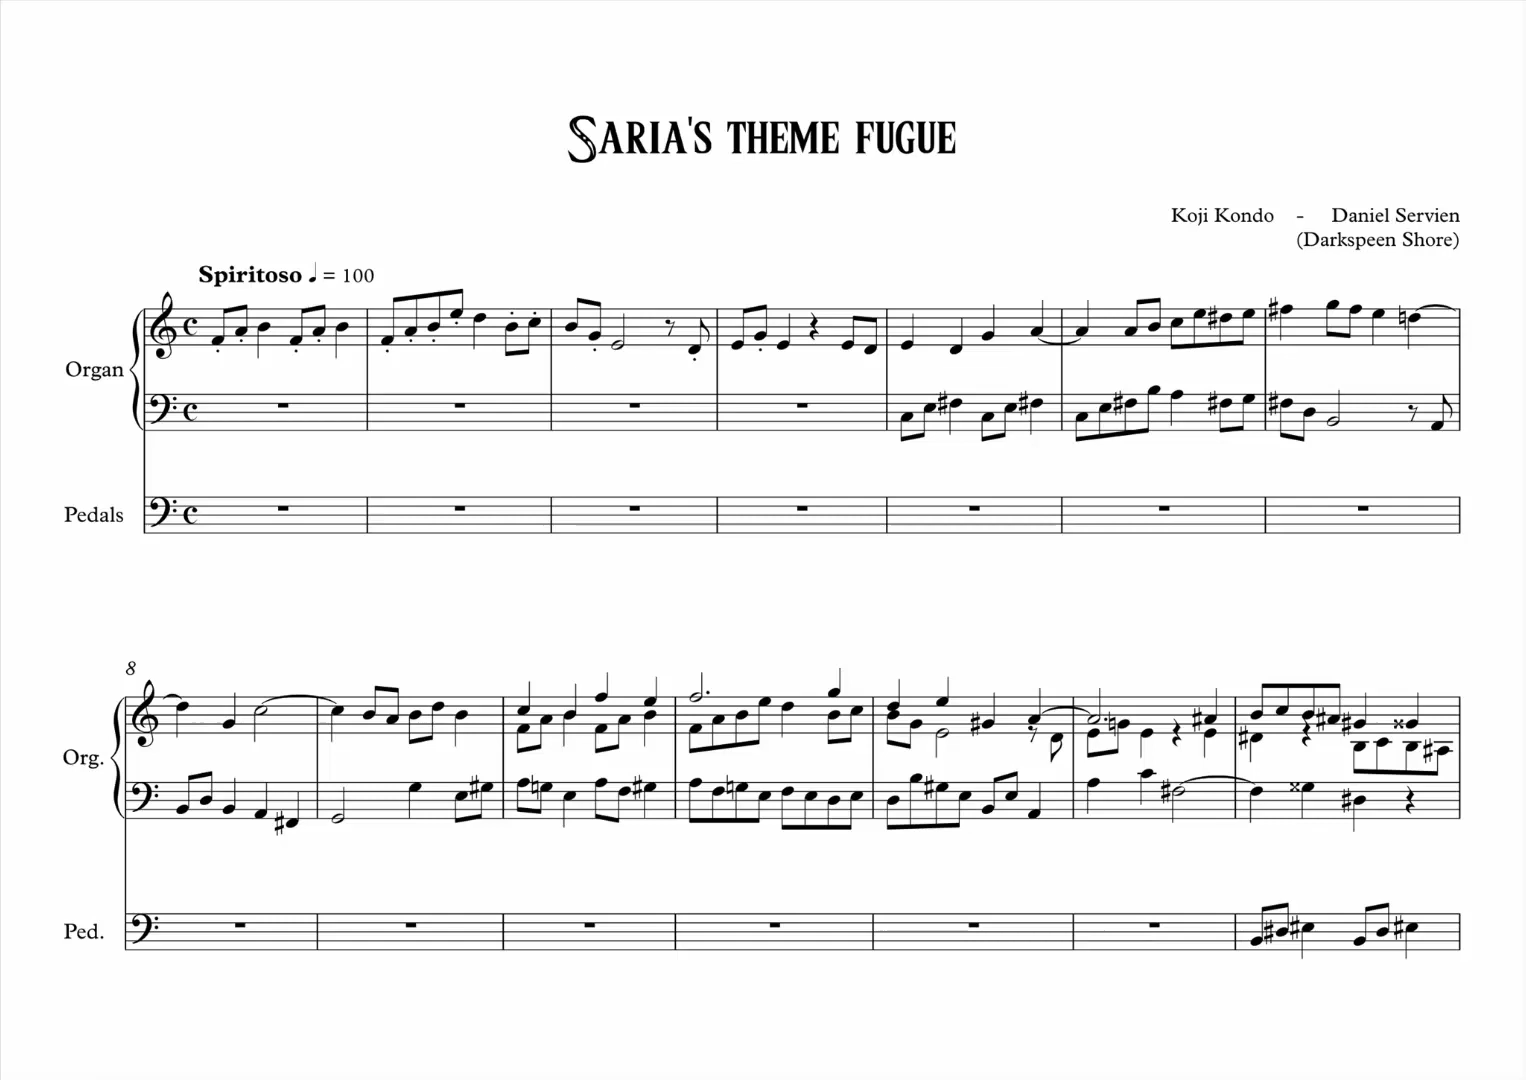 SARIA'S THEME FUGUE
Koji Kondo - Daniel Servien
(Darkspeen Shore)
Spiritoso ♩ = 100
Organ
Pedals
8
Org.
Ped.